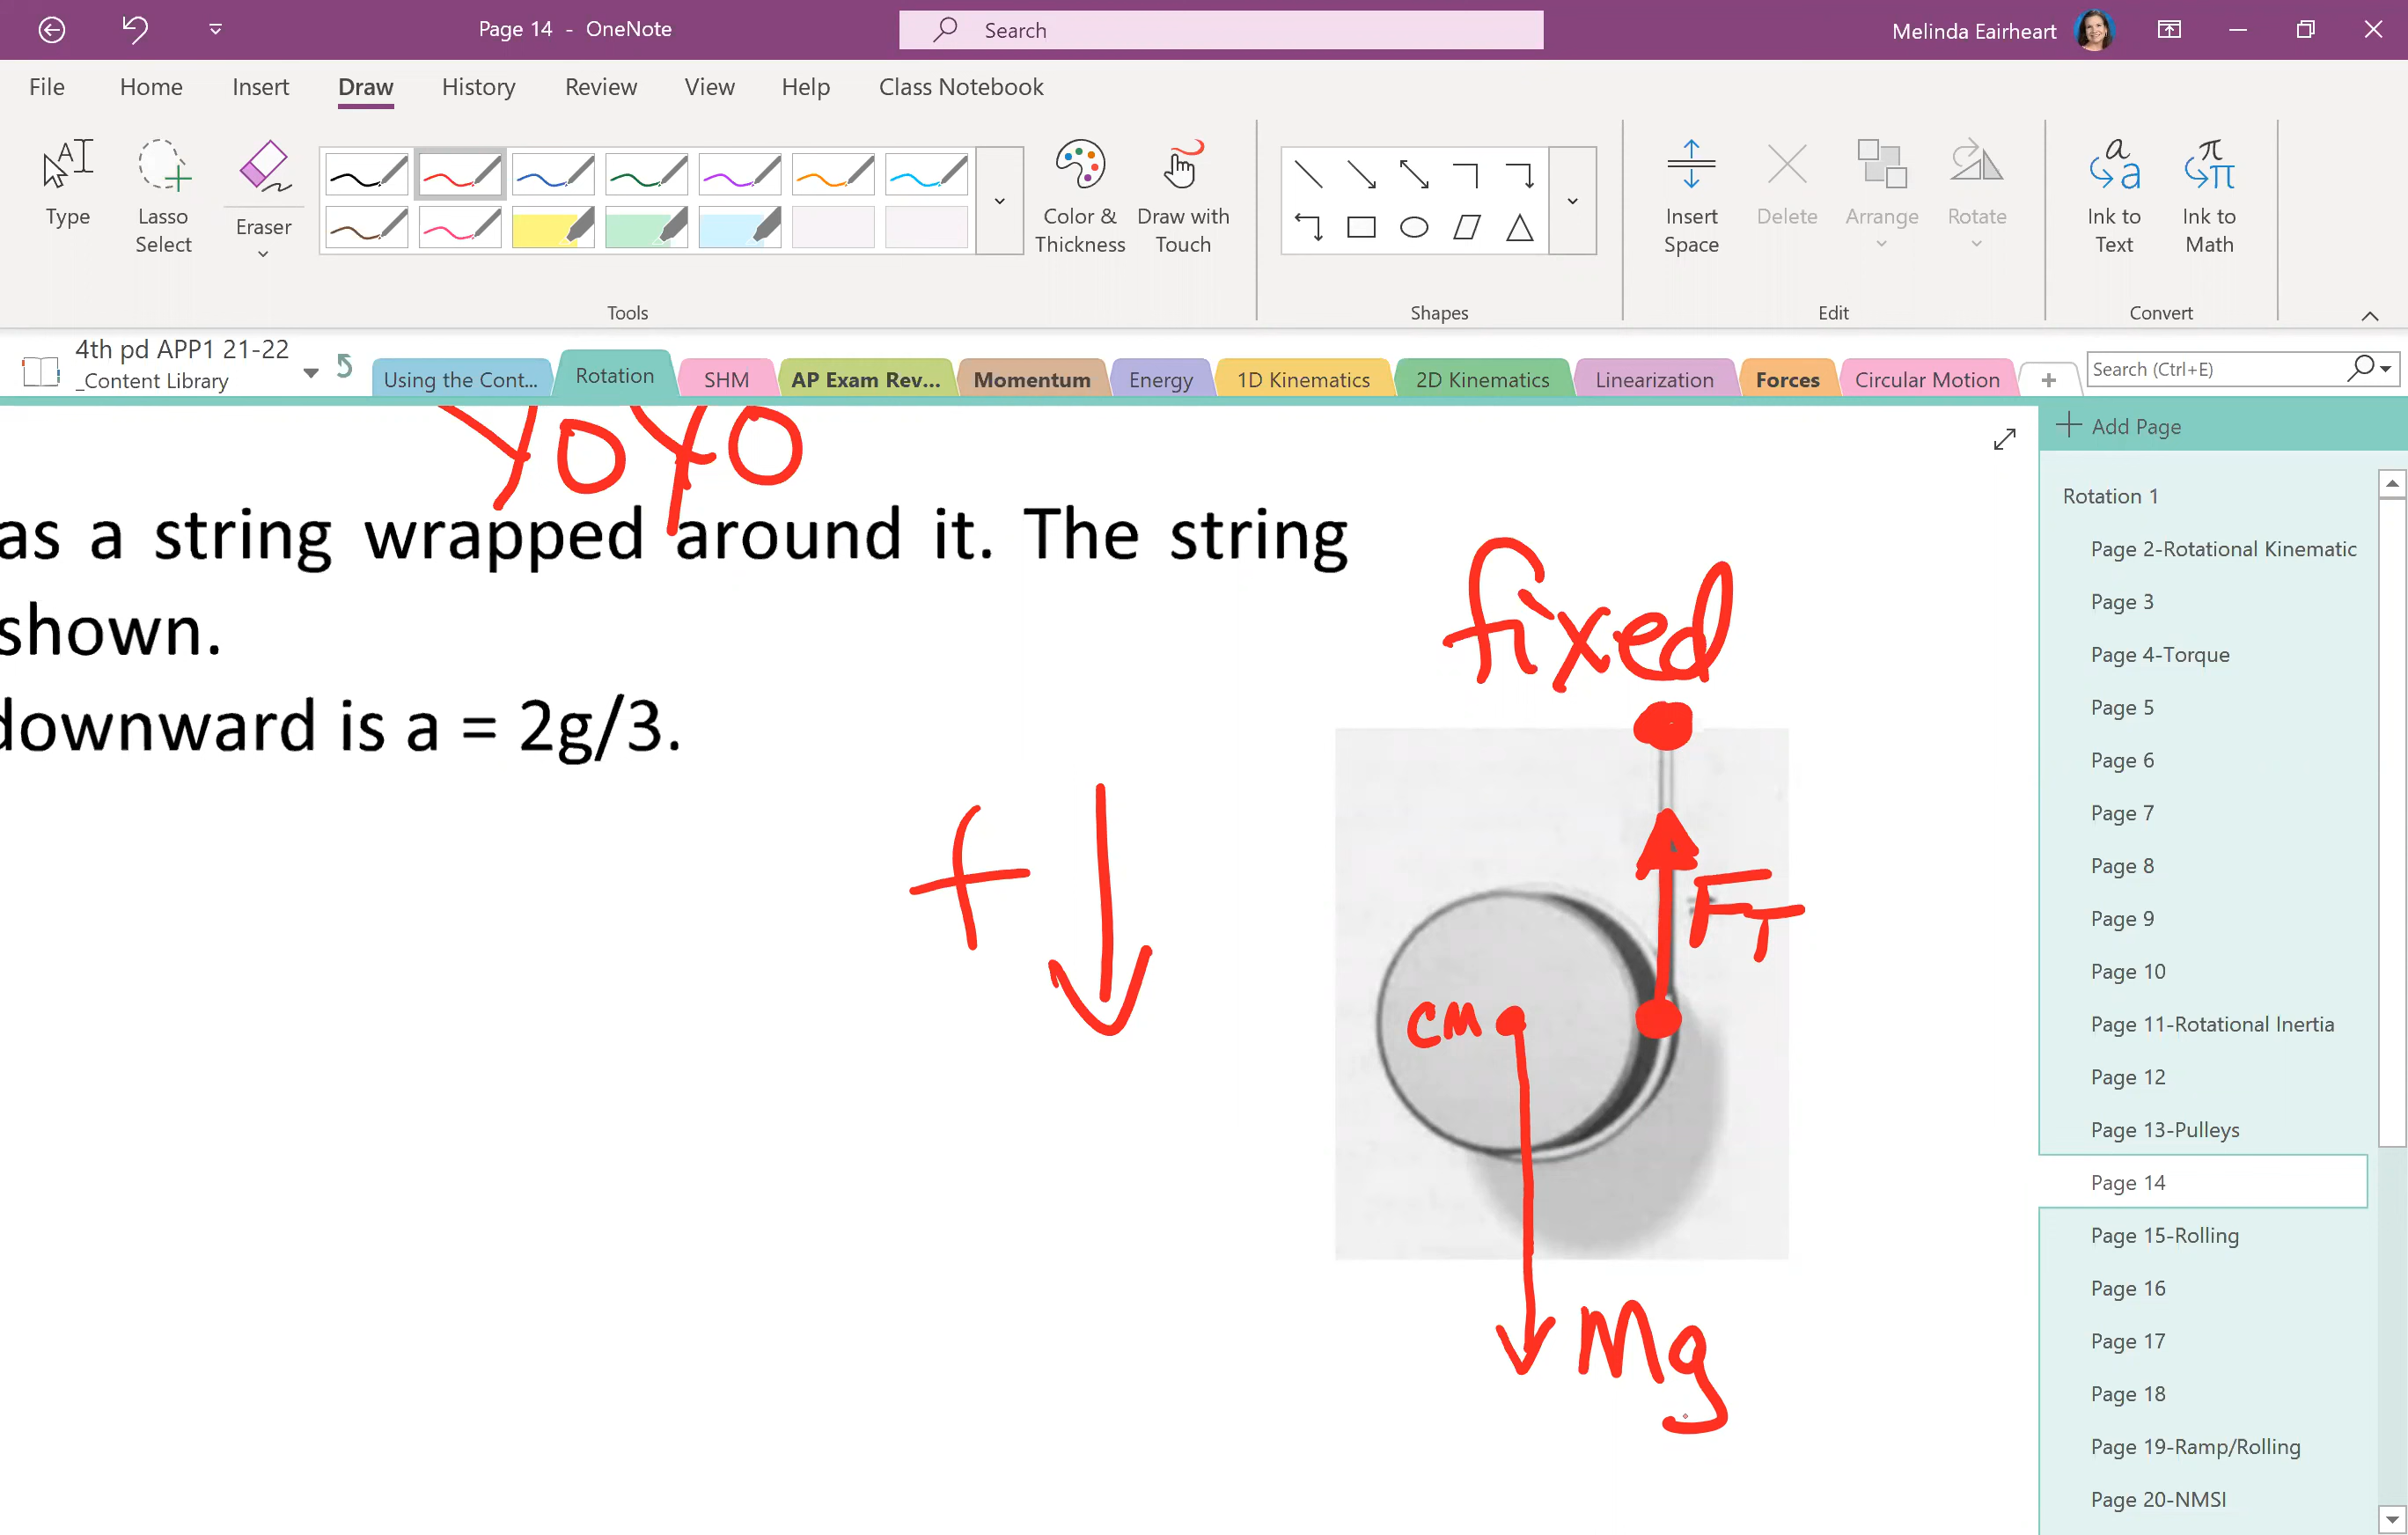 Page 14 - OneNote
Search
Melinda Eairheart
File Home Insert Draw History Review View Help Class Notebook
Type
Lasso Select
Eraser
Color & Thickness
Draw with Touch
Insert Space
Delete
Arrange
Rotate
Ink to Text
Ink to Math
Tools
Shapes
Edit
Convert
4th pd APP1 21-22
_Content Library
Using the Cont... Rotation SHM AP Exam Rev... Momentum Energy 1D Kinematics 2D Kinematics Linearization Forces Circular Motion
Search (Ctrl+E)
YOYO
as a string wrapped around it. The string
shown.
downward is a = 2g/3.
fixed
+
FT
CM
Mg
Add Page
Rotation 1
Page 2-Rotational Kinematic
Page 3
Page 4-Torque
Page 5
Page 6
Page 7
Page 8
Page 9
Page 10
Page 11-Rotational Inertia
Page 12
Page 13-Pulleys
Page 14
Page 15-Rolling
Page 16
Page 17
Page 18
Page 19-Ramp/Rolling
Page 20-NMSI